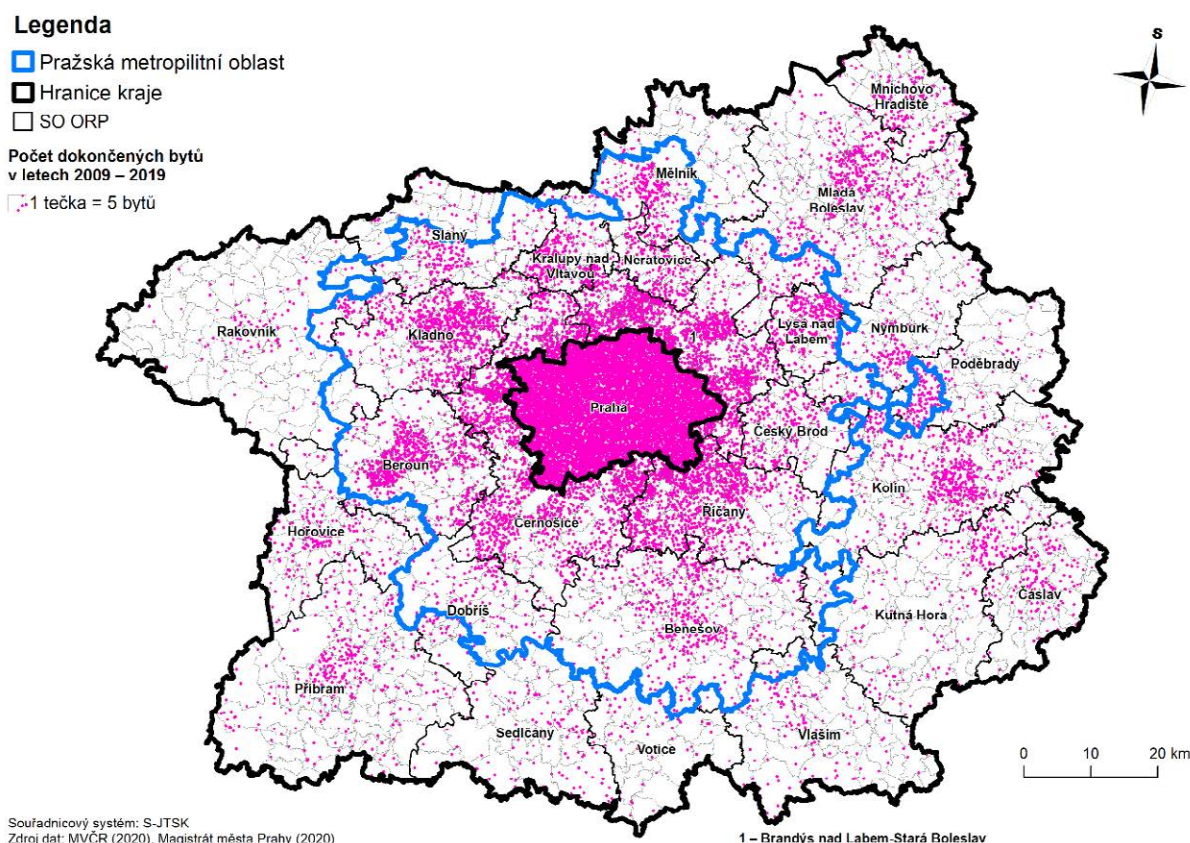 Legenda
Pražská metropilitní oblast
Hranice kraje
SO ORP
Počet dokončených bytů
v letech 2009 – 2019
1 tečka = 5 bytů
S
Mnichovo
Hradiště
Mělník
Mladá
Boleslav
Slaný
Kralupy nad
Vltavou
Neratovice
Rakovník
Kladno
1
Lysá nad
Labem
Nymburk
Poděbrady
Praha
Český Brod
Beroun
Kolín
Říčany
Černošice
Hořovice
Čáslav
Dobříš
Kutná Hora
Benešov
Příbram
Sedlčany
Votice
Vlašim
0 10 20 km
Souřadnicový systém: S-JTSK
Zdroj dat: MVČR (2020), Magistrát města Prahy (2020)
1 – Brandýs nad Labem-Stará Boleslav